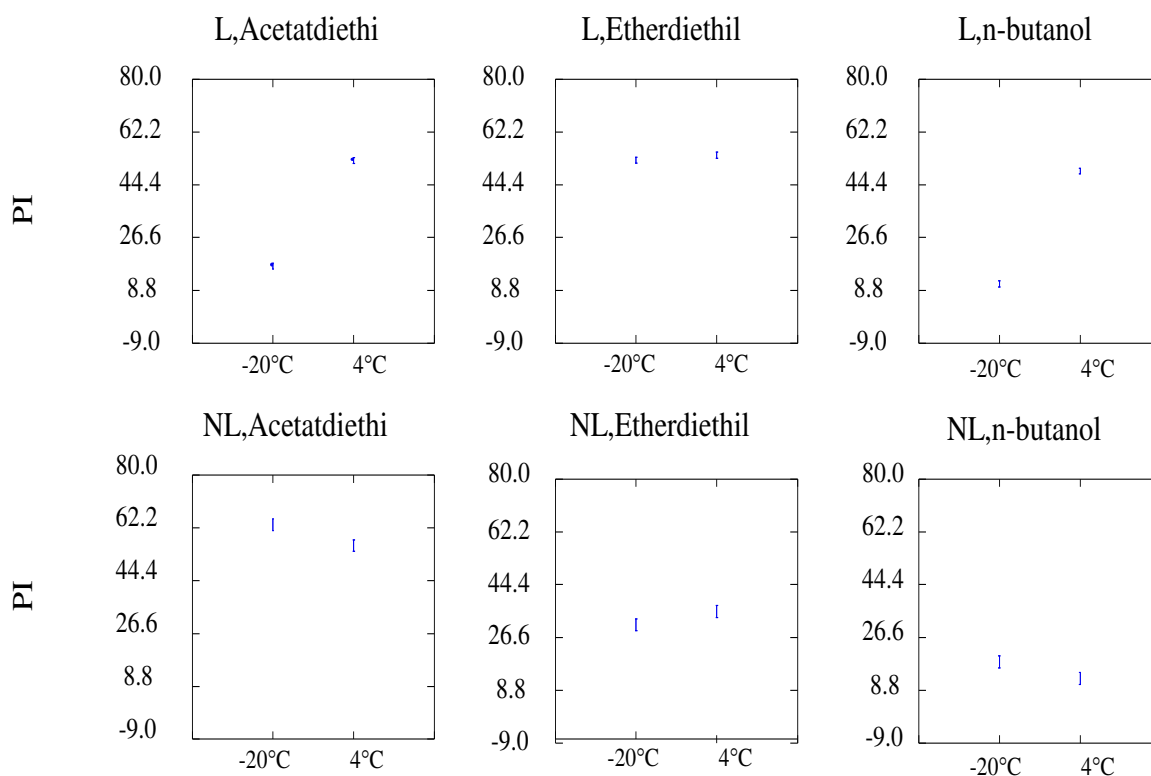 L,Acetatdiethi
L,Etherdiethil
L,n-butanol
80.0
62.2
44.4
26.6
8.8
-9.0
80.0
62.2
44.4
26.6
8.8
-9.0
80.0
62.2
44.4
26.6
8.8
-9.0
PI
-20°C 4°C
-20°C 4°C
-20°C 4°C
NL,Acetatdiethi
NL,Etherdiethil
NL,n-butanol
80.0
62.2
44.4
26.6
8.8
-9.0
80.0
62.2
44.4
26.6
8.8
-9.0
80.0
62.2
44.4
26.6
8.8
-9.0
PI
-20°C 4°C
-20°C 4°C
-20°C 4°C